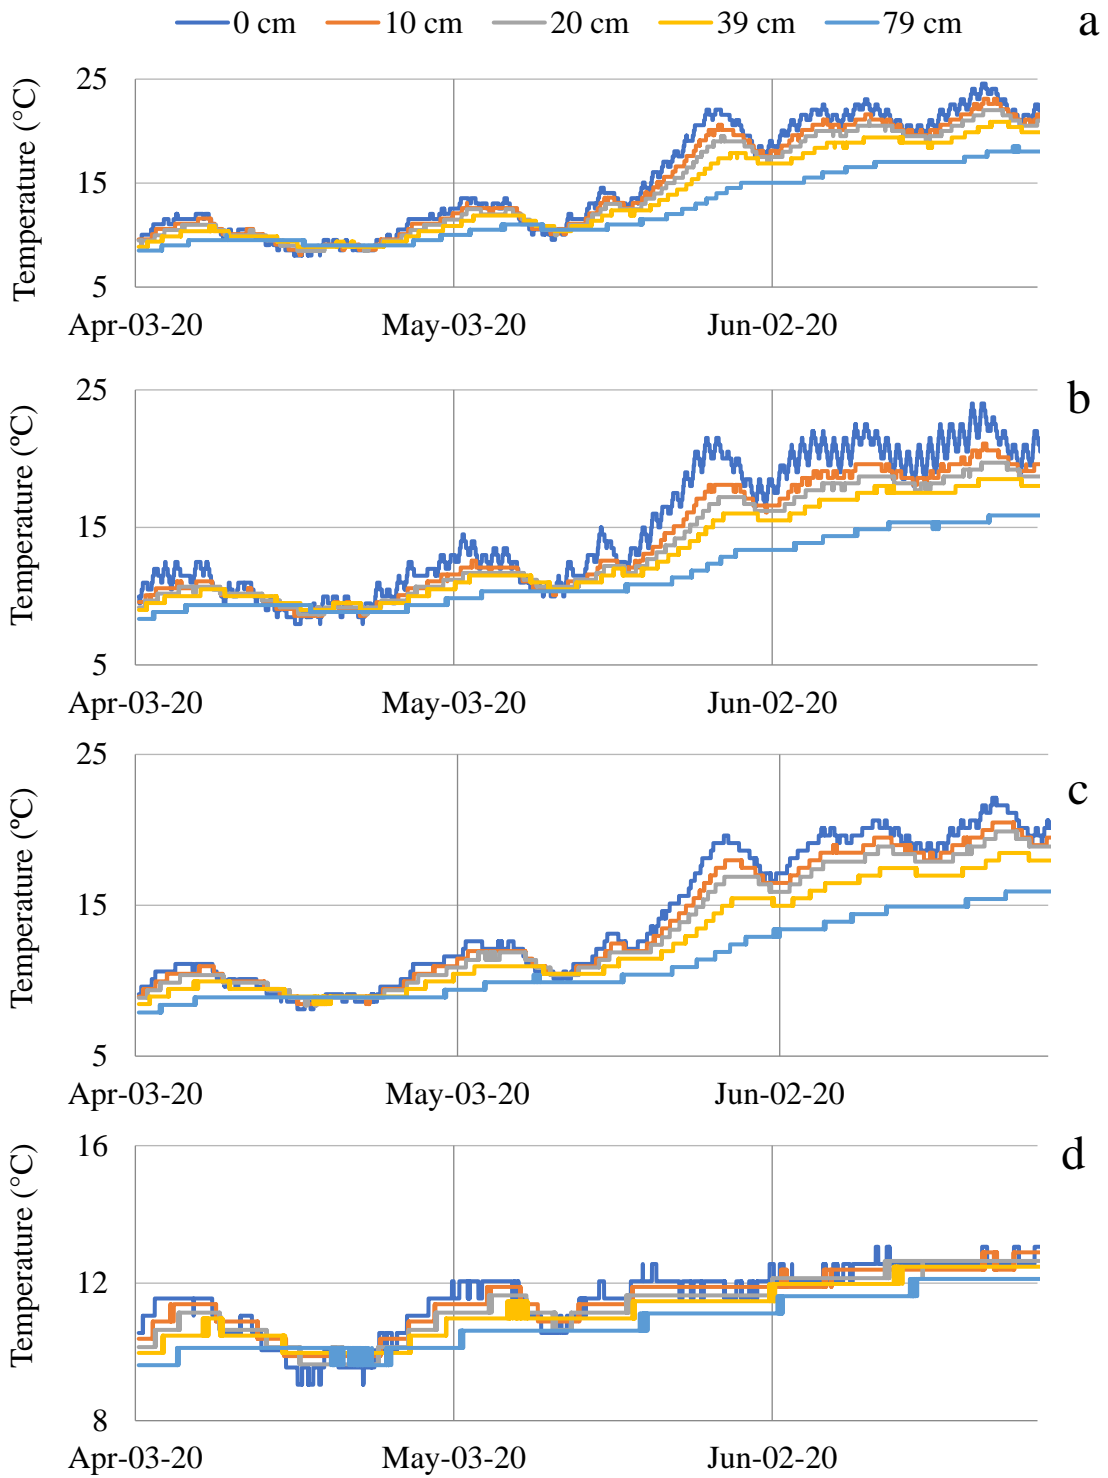 0 cm 10 cm 20 cm 39 cm 79 cm
a
Temperature (°C)
25
15
5
Apr-03-20 May-03-20 Jun-02-20
b
Temperature (ºC)
25
15
5
Apr-03-20 May-03-20 Jun-02-20
c
Temperature (ºC)
25
15
5
Apr-03-20 May-03-20 Jun-02-20
d
Temperature (°C)
16
12
8
Apr-03-20 May-03-20 Jun-02-20